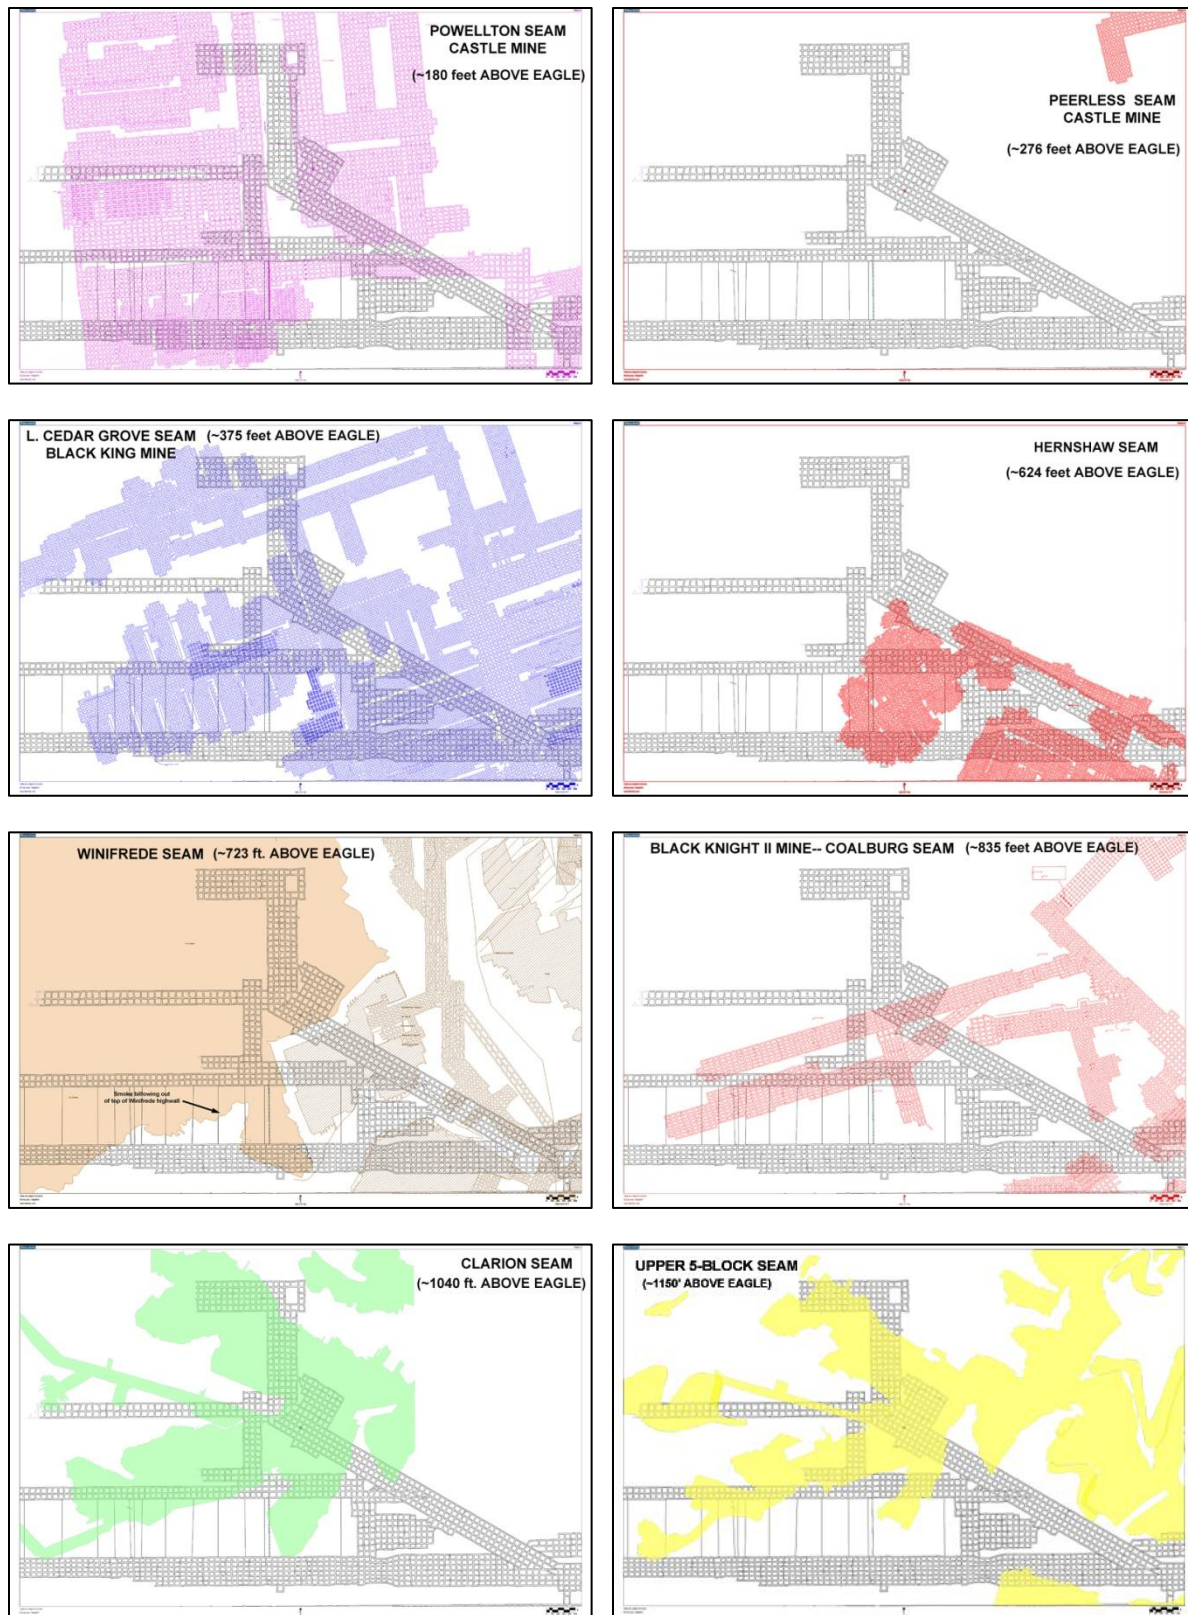 POWELLTON SEAM
CASTLE MINE
(~180 feet ABOVE EAGLE)
PEERLESS SEAM
CASTLE MINE
(~276 feet ABOVE EAGLE)
L. CEDAR GROVE SEAM (~375 feet ABOVE EAGLE)
BLACK KING MINE
HERNSHAW SEAM
(~624 feet ABOVE EAGLE)
WINIFREDE SEAM (~723 ft. ABOVE EAGLE)
Smoke billowing out
of top of Winifrede highwall
BLACK KNIGHT II MINE-- COALBURG SEAM (~835 feet ABOVE EAGLE)
CLARION SEAM
(~1040 ft. ABOVE EAGLE)
UPPER 5-BLOCK SEAM
(~1150' ABOVE EAGLE)